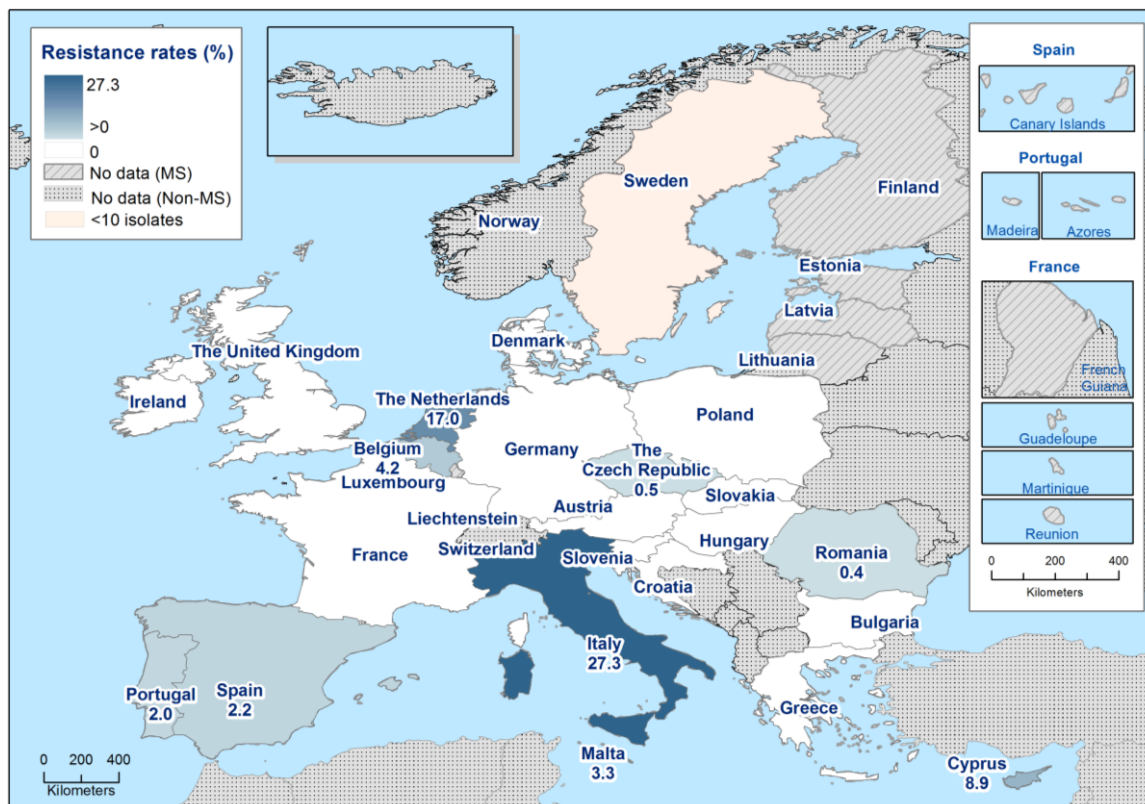 Resistance rates (%)
27.3
>0
0
No data (MS)
No data (Non-MS)
<10 isolates
Spain
Canary Islands
Portugal
Madeira
Azores
France
French
Guiana
Guadeloupe
Martinique
Reunion
0 200 400
Kilometers
Sweden
Finland
Norway
Estonia
Latvia
Lithuania
Denmark
The United Kingdom
Ireland
The Netherlands
17.0
Belgium
4.2
Luxembourg
Germany
Poland
The
Czech Republic
0.5
Slovakia
Austria
Liechtenstein
Switzerland
France
Slovenia
Hungary
Croatia
Romania
0.4
Bulgaria
Italy
27.3
Greece
Portugal
2.0
Spain
2.2
Malta
3.3
Cyprus
8.9
0 200 400
Kilometers